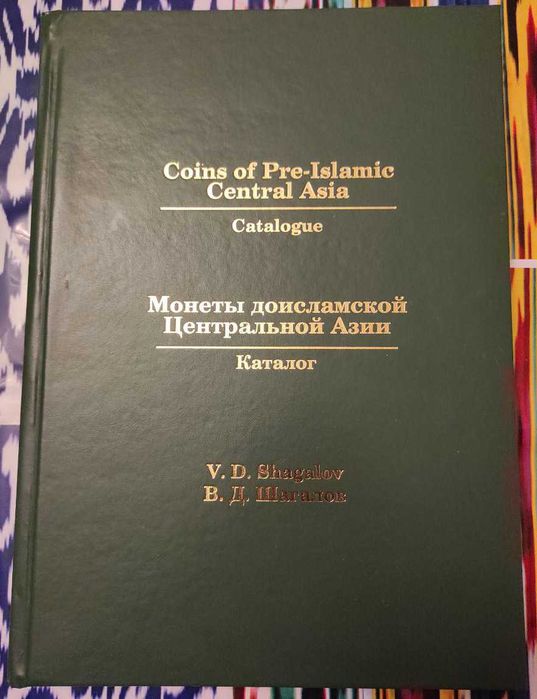 Coins of Pre-Islamic
Central Asia
Catalogue
Монеты доисламской
Центральной Азии
Каталог
V. D. Shagalov
В. Д. Шагалов